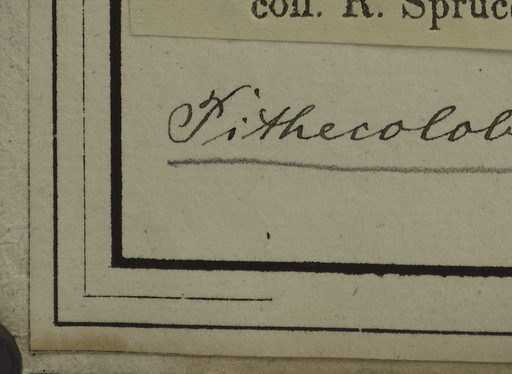 coll. R. Spruce
Pithecolob